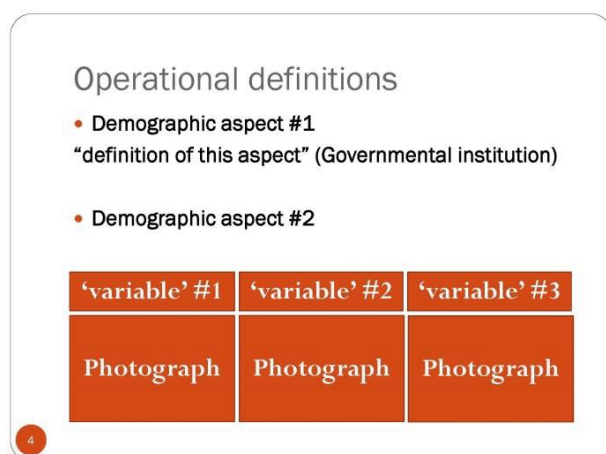 Operational definitions
• Demographic aspect #1
“definition of this aspect” (Governmental institution)
• Demographic aspect #2
‘variable’ #1 ‘variable’ #2 ‘variable’ #3
Photograph Photograph Photograph
4